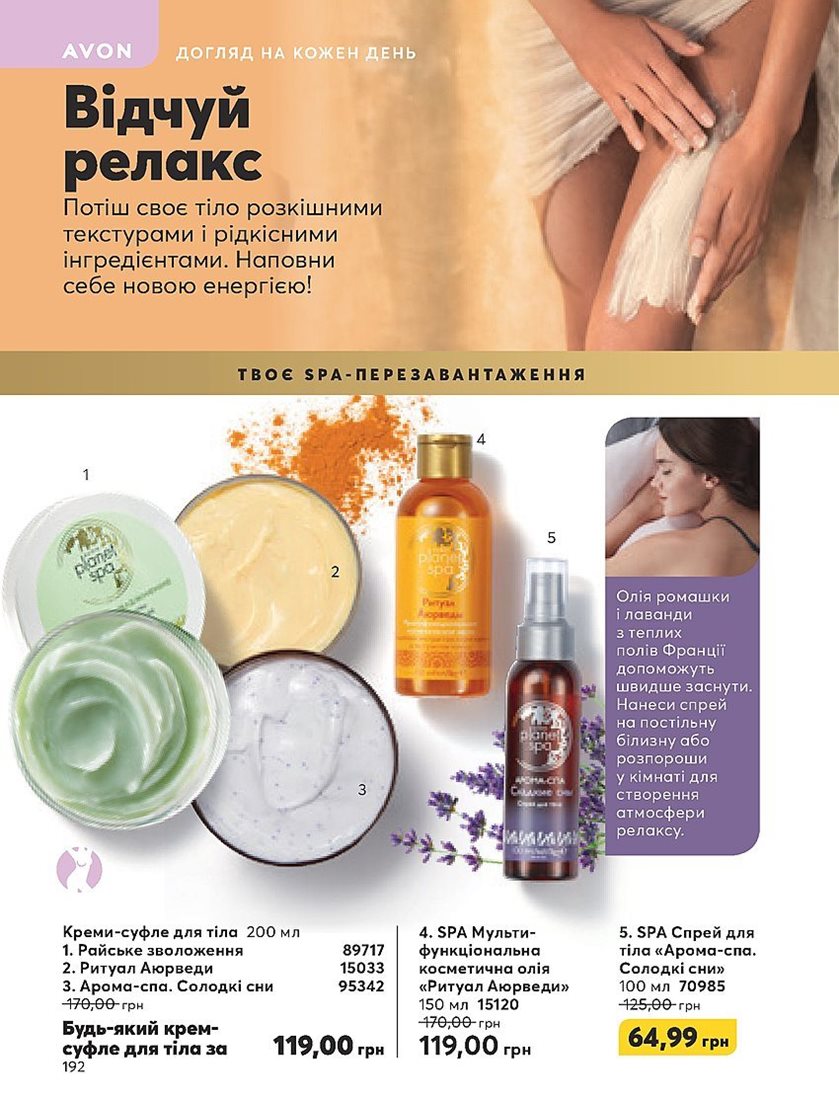 AVON
ДОГЛЯД НА КОЖЕН ДЕНЬ
Відчуй
релакс
Потіш своє тіло розкішними
текстурами і рідкісними
інгредієнтами. Наповни
себе новою енергією!
ТВОЄ SPA-ПЕРЕЗАВАНТАЖЕННЯ
1
2
3
4
5
planet
spa
planet
spa
Ритуал
Аюрведы
planet
spa
АРОМА-СПА
Сладкие сны
Спрей для тела
Олія ромашки
і лаванди
з теплих
полів Франції
допоможуть
швидше заснути.
Нанеси спрей
на постільну
білизну або
розпороши
у кімнаті для
створення
атмосфери
релаксу.
Креми-суфле для тіла 200 мл
1. Райське зволоження 89717
2. Ритуал Аюрведи 15033
3. Арома-спа. Солодкі сни 95342
170,00 грн
Будь-який крем-
суфле для тіла за 119,00 грн
192
4. SPA Мульти-
функціональна
косметична олія
«Ритуал Аюрведи»
150 мл 15120
170,00 грн
119,00 грн
5. SPA Спрей для
тіла «Арома-спа.
Солодкі сни»
100 мл 70985
125,00 грн
64,99 грн